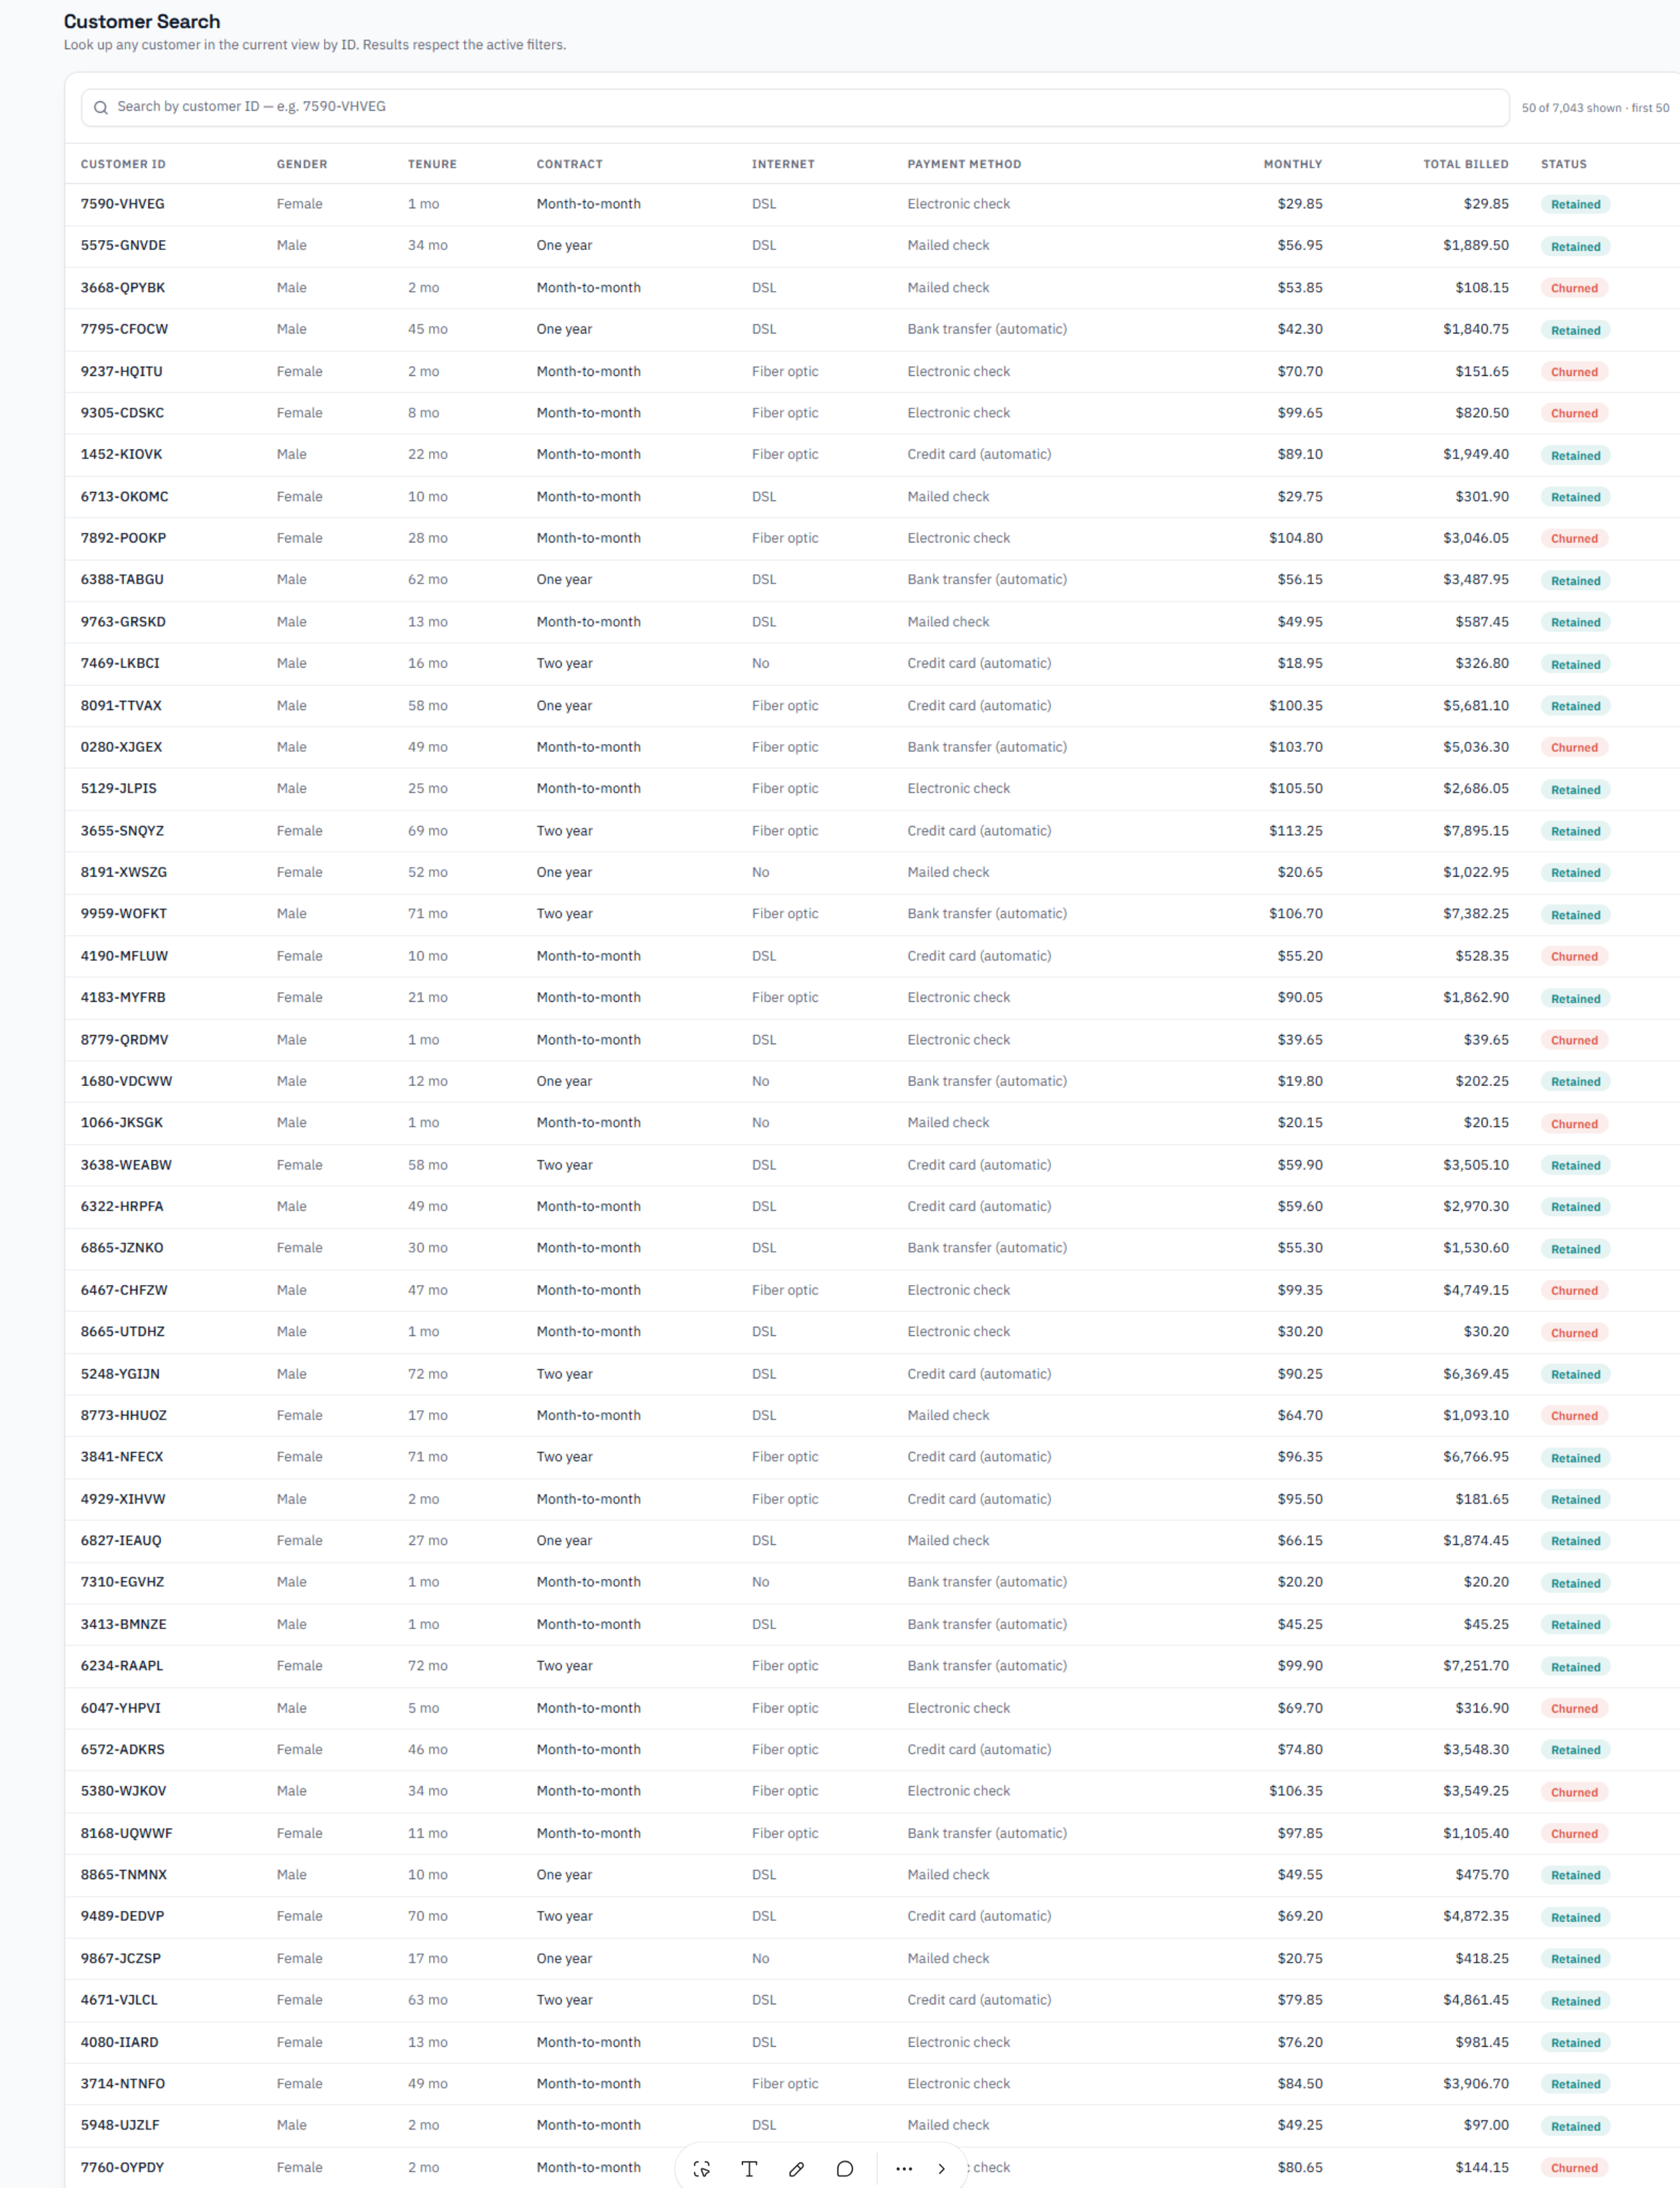 Customer Search
Look up any customer in the current view by ID. Results respect the active filters.
Search by customer ID — e.g. 7590-VHVEG 50 of 7,043 shown · first 50
CUSTOMER ID GENDER TENURE CONTRACT INTERNET PAYMENT METHOD MONTHLY TOTAL BILLED STATUS
7590-VHVEG Female 1 mo Month-to-month DSL Electronic check $29.85 $29.85 Retained
5575-GNVDE Male 34 mo One year DSL Mailed check $56.95 $1,889.50 Retained
3668-QPYBK Male 2 mo Month-to-month DSL Mailed check $53.85 $108.15 Churned
7795-CFOCW Male 45 mo One year DSL Bank transfer (automatic) $42.30 $1,840.75 Retained
9237-HQITU Female 2 mo Month-to-month Fiber optic Electronic check $70.70 $151.65 Churned
9305-CDSKC Female 8 mo Month-to-month Fiber optic Electronic check $99.65 $820.50 Churned
1452-KIOVK Male 22 mo Month-to-month Fiber optic Credit card (automatic) $89.10 $1,949.40 Retained
6713-OKOMC Female 10 mo Month-to-month DSL Mailed check $29.75 $301.90 Retained
7892-POOKP Female 28 mo Month-to-month Fiber optic Electronic check $104.80 $3,046.05 Churned
6388-TABGU Male 62 mo One year DSL Bank transfer (automatic) $56.15 $3,487.95 Retained
9763-GRSKD Male 13 mo Month-to-month DSL Mailed check $49.95 $587.45 Retained
7469-LKBCI Male 16 mo Two year No Credit card (automatic) $18.95 $326.80 Retained
8091-TTVAX Male 58 mo One year Fiber optic Credit card (automatic) $100.35 $5,681.10 Retained
0280-XJGEX Male 49 mo Month-to-month Fiber optic Bank transfer (automatic) $103.70 $5,036.30 Churned
5129-JLPIS Male 25 mo Month-to-month Fiber optic Electronic check $105.50 $2,686.05 Retained
3655-SNQYZ Female 69 mo Two year Fiber optic Credit card (automatic) $113.25 $7,895.15 Retained
8191-XWSZG Female 52 mo One year No Mailed check $20.65 $1,022.95 Retained
9959-WOFKT Male 71 mo Two year Fiber optic Bank transfer (automatic) $106.70 $7,382.25 Retained
4190-MFLUW Female 10 mo Month-to-month DSL Credit card (automatic) $55.20 $528.35 Churned
4183-MYFRB Female 21 mo Month-to-month Fiber optic Electronic check $90.05 $1,862.90 Retained
8779-QRDMV Male 1 mo Month-to-month DSL Electronic check $39.65 $39.65 Churned
1680-VDCWW Male 12 mo One year No Bank transfer (automatic) $19.80 $202.25 Retained
1066-JKSGK Male 1 mo Month-to-month No Mailed check $20.15 $20.15 Churned
3638-WEABW Female 58 mo Two year DSL Credit card (automatic) $59.90 $3,505.10 Retained
6322-HRPFA Male 49 mo Month-to-month DSL Credit card (automatic) $59.60 $2,970.30 Retained
6865-JZNKO Female 30 mo Month-to-month DSL Bank transfer (automatic) $55.30 $1,530.60 Retained
6467-CHFZW Male 47 mo Month-to-month Fiber optic Electronic check $99.35 $4,749.15 Churned
8665-UTDHZ Male 1 mo Month-to-month DSL Electronic check $30.20 $30.20 Churned
5248-YGIJN Male 72 mo Two year DSL Credit card (automatic) $90.25 $6,369.45 Retained
8773-HHUOZ Female 17 mo Month-to-month DSL Mailed check $64.70 $1,093.10 Churned
3841-NFECX Female 71 mo Two year Fiber optic Credit card (automatic) $96.35 $6,766.95 Retained
4929-XIHVW Male 2 mo Month-to-month Fiber optic Credit card (automatic) $95.50 $181.65 Retained
6827-IEAUQ Female 27 mo One year DSL Mailed check $66.15 $1,874.45 Retained
7310-EGVHZ Male 1 mo Month-to-month No Bank transfer (automatic) $20.20 $20.20 Retained
3413-BMNZE Male 1 mo Month-to-month DSL Bank transfer (automatic) $45.25 $45.25 Retained
6234-RAAPL Female 72 mo Two year Fiber optic Bank transfer (automatic) $99.90 $7,251.70 Retained
6047-YHPVI Male 5 mo Month-to-month Fiber optic Electronic check $69.70 $316.90 Churned
6572-ADKRS Female 46 mo Month-to-month Fiber optic Credit card (automatic) $74.80 $3,548.30 Retained
5380-WJKOV Male 34 mo Month-to-month Fiber optic Electronic check $106.35 $3,549.25 Churned
8168-UQWWF Female 11 mo Month-to-month Fiber optic Bank transfer (automatic) $97.85 $1,105.40 Churned
8865-TNMNX Male 10 mo One year DSL Mailed check $49.55 $475.70 Retained
9489-DEDVP Female 70 mo Two year DSL Credit card (automatic) $69.20 $4,872.35 Retained
9867-JCZSP Female 17 mo One year No Mailed check $20.75 $418.25 Retained
4671-VJLCL Female 63 mo Two year DSL Credit card (automatic) $79.85 $4,861.45 Retained
4080-IIARD Female 13 mo Month-to-month DSL Electronic check $76.20 $981.45 Retained
3714-NTNFO Female 49 mo Month-to-month Fiber optic Electronic check $84.50 $3,906.70 Retained
5948-UJZLF Male 2 mo Month-to-month DSL Mailed check $49.25 $97.00 Retained
7760-OYPDY Female 2 mo Month-to-month check $80.65 $144.15 Churned